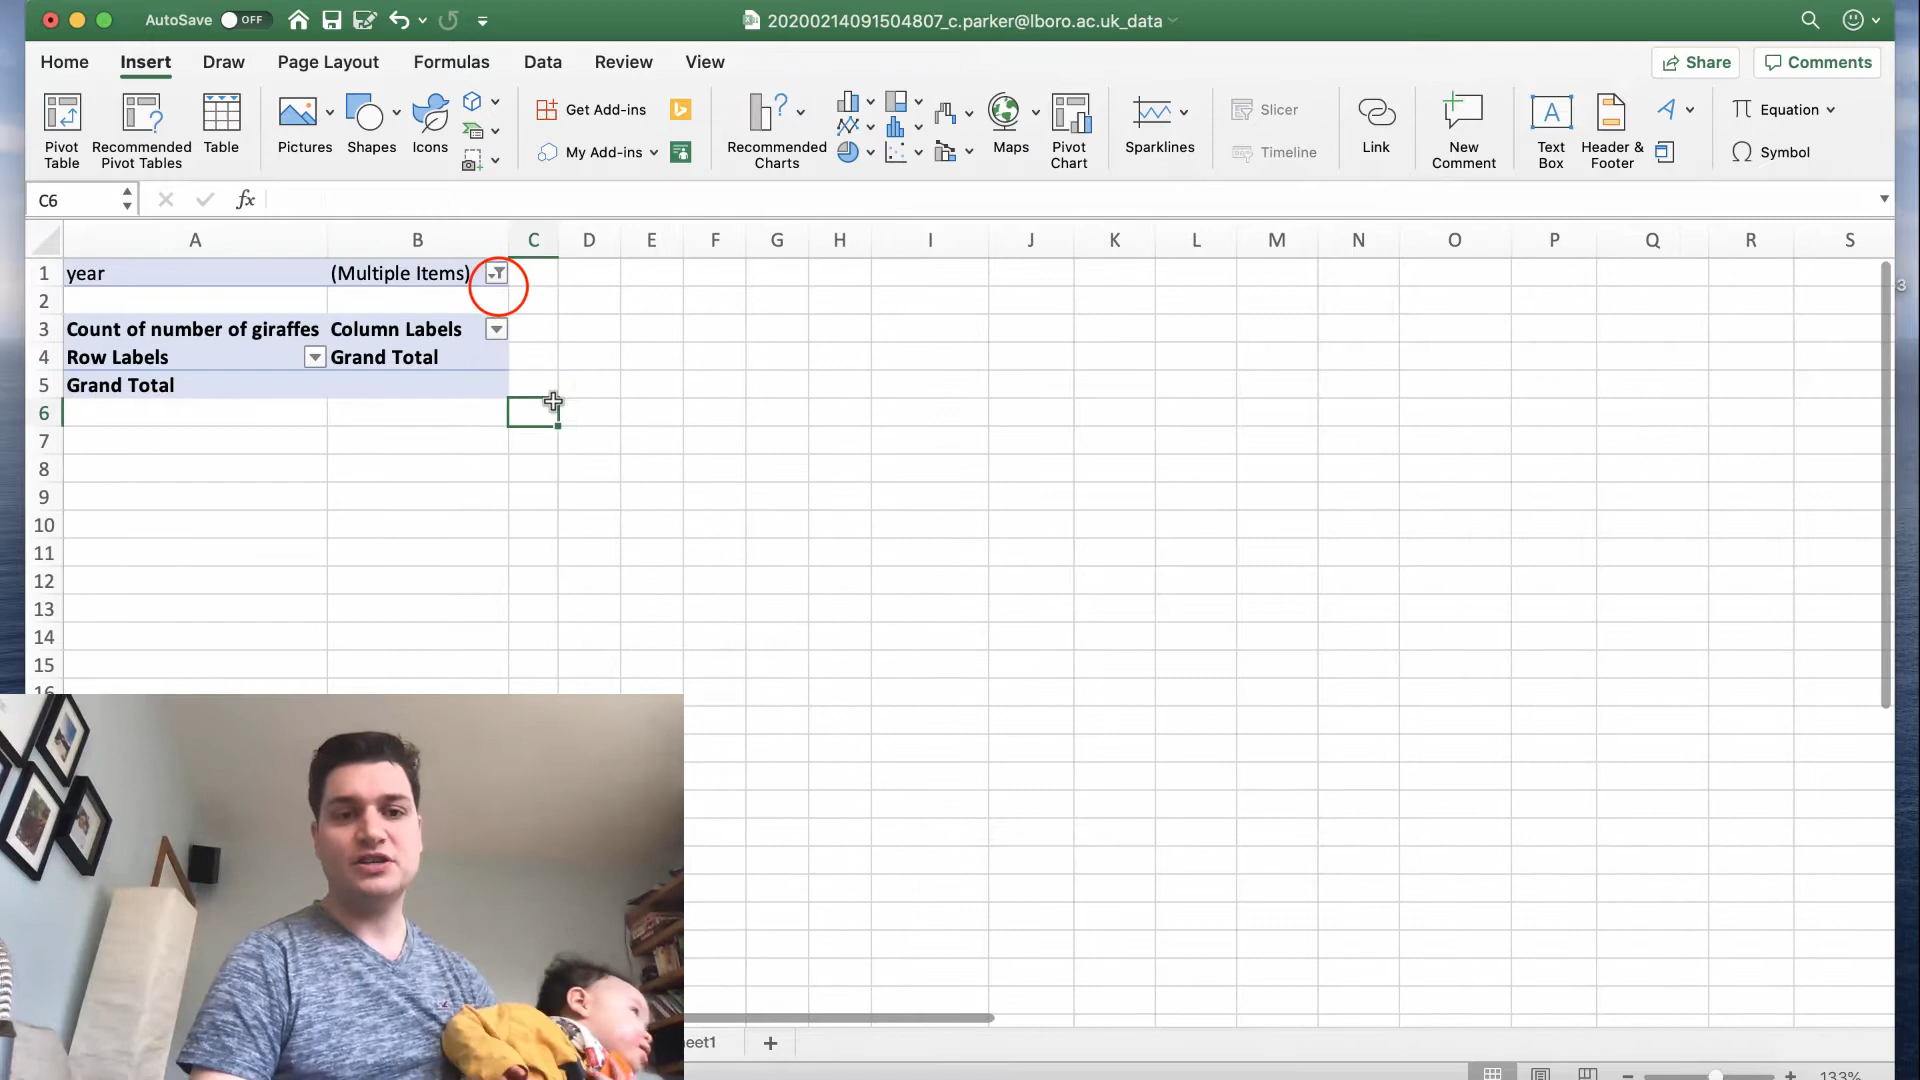 AutoSave OFF
20200214091504807_c.parker@lboro.ac.uk_data
Home Insert Draw Page Layout Formulas Data Review View Share Comments
Pivot Table
Recommended Pivot Tables
Table
Pictures
Shapes
Icons
Get Add-ins
My Add-ins
Recommended Charts
Maps
Pivot Chart
Sparklines
Slicer
Timeline
Link
New Comment
Text Box
Header & Footer
Equation
Symbol
C6 fx
A B C D E F G H I J K L M N O P Q R S
1 year (Multiple Items)
2
3 Count of number of giraffes Column Labels
4 Row Labels Grand Total
5 Grand Total
6
7
8
9
10
11
12
13
14
15
16
eet1
133%